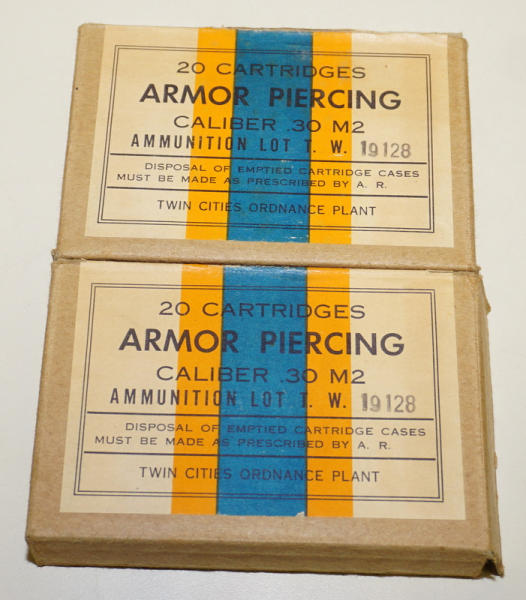 20 CARTRIDGES
ARMOR PIERCING
CALIBER .30 M2
AMMUNITION LOT T. W. 19128
DISPOSAL OF EMPTIED CARTRIDGE CASES
MUST BE MADE AS PRESCRIBED BY A. R.
TWIN CITIES ORDNANCE PLANT
20 CARTRIDGES
ARMOR PIERCING
CALIBER .30 M2
AMMUNITION LOT T. W. 19128
DISPOSAL OF EMPTIED CARTRIDGE CASES
MUST BE MADE AS PRESCRIBED BY A. R.
TWIN CITIES ORDNANCE PLANT